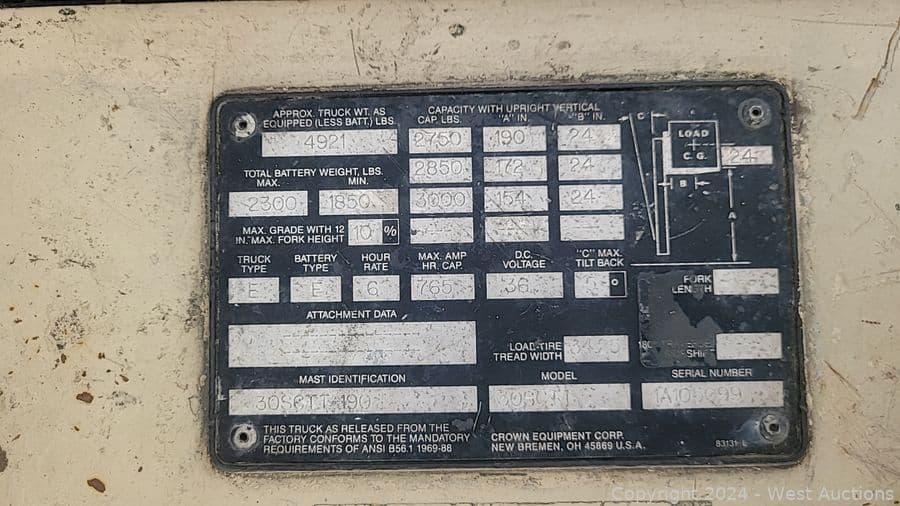 APPROX. TRUCK WT. AS
EQUIPPED (LESS BATT.) LBS.
4921
CAPACITY WITH UPRIGHT VERTICAL
CAP. LBS. "A" IN. "B" IN.
2750 190 24
2850 172 24
3000 154 24
C
LOAD
C.G.
24
B
A
TOTAL BATTERY WEIGHT, LBS.
MAX. MIN.
2300 1850
MAX. GRADE WITH 12
IN. MAX. FORK HEIGHT
10 %
TRUCK TYPE BATTERY TYPE HOUR RATE MAX. AMP HR. CAP. D.C. VOLTAGE "C" MAX. TILT BACK
E E 6 765 36 °
FORK
LENGTH
ATTACHMENT DATA
LOAD-TIRE
TREAD WIDTH
MAST IDENTIFICATION
30SCTT-190
MODEL
30SCTT
SERIAL NUMBER
THIS TRUCK AS RELEASED FROM THE
FACTORY CONFORMS TO THE MANDATORY
REQUIREMENTS OF ANSI B56.1 1969-88
CROWN EQUIPMENT CORP.
NEW BREMEN, OH 45869 U.S.A.
83131-L
Copyright 2024 - West Auctions